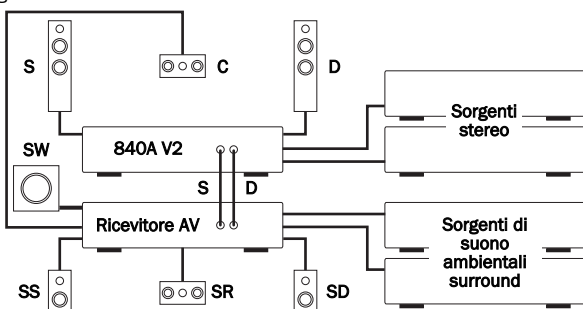 S
C
D
Sorgenti
stereo
840A V2
SW
S
D
Ricevitore AV
Sorgenti di
suono
ambientali
surround
SS
SR
SD